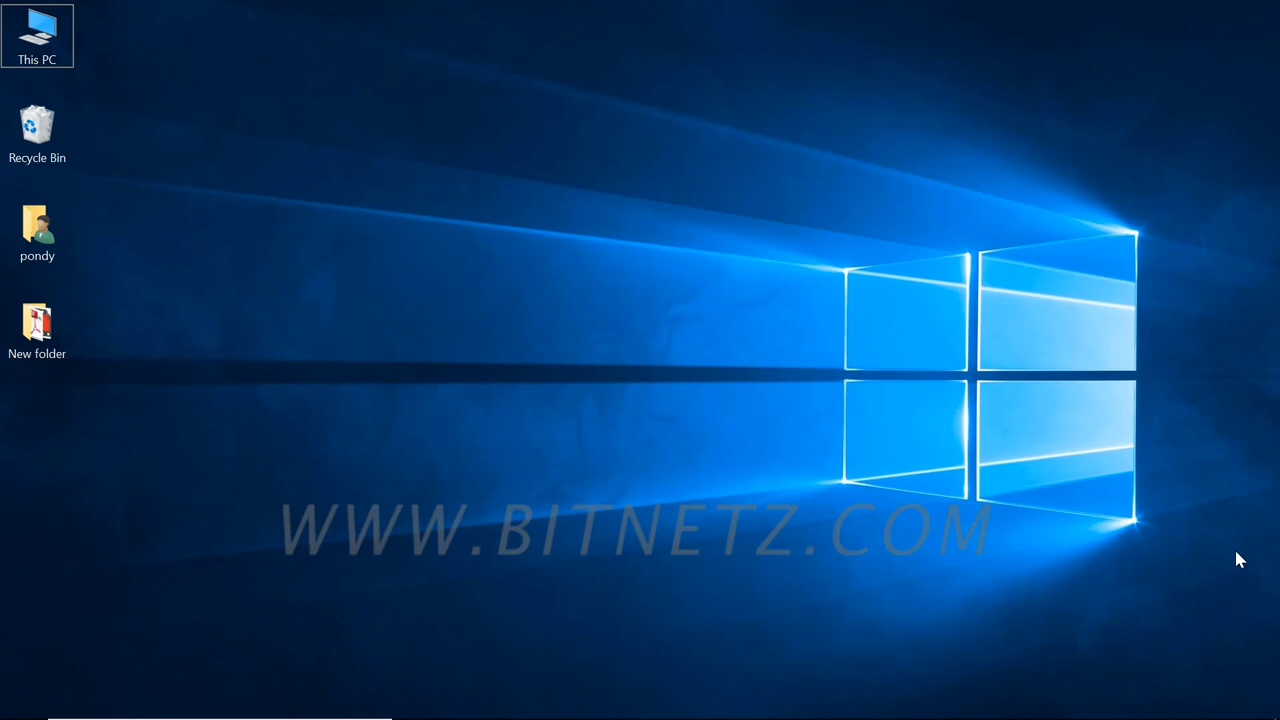 This PC
Recycle Bin
pondy
New folder
WWW.BITNETZ.COM